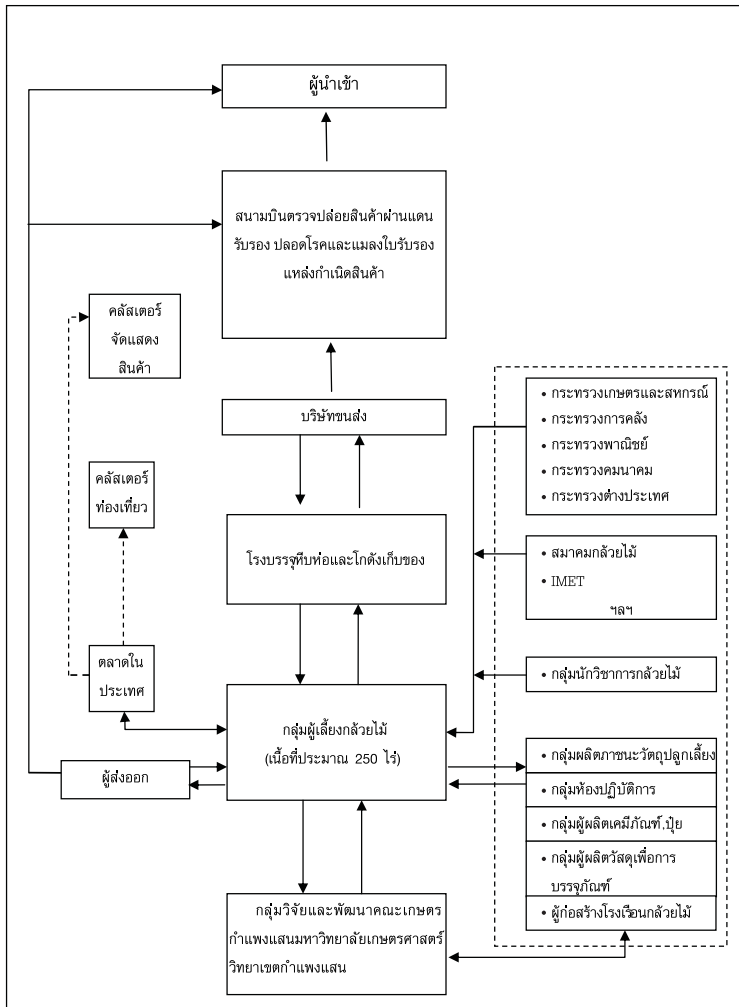 ผู้นำเข้า
สนามบินตรวจปล่อยสินค้าผ่านแดน
รับรอง ปลอดโรคและแมลงใบรับรอง
แหล่งกำเนิดสินค้า
คลัสเตอร์
จัดแสดง
สินค้า
บริษัทขนส่ง
• กระทรวงเกษตรและสหกรณ์
• กระทรวงการคลัง
• กระทรวงพาณิชย์
• กระทรวงคมนาคม
• กระทรวงต่างประเทศ
คลัสเตอร์
ท่องเที่ยว
โรงบรรจุหีบห่อและโกดังเก็บของ
• สมาคมกล้วยไม้
• IMET
ฯลฯ
ตลาดใน
ประเทศ
• กลุ่มนักวิชาการกล้วยไม้
กลุ่มผู้เลี้ยงกล้วยไม้
(เนื้อที่ประมาณ 250 ไร่)
ผู้ส่งออก
• กลุ่มผลิตภาชนะวัตถุปลูกเลี้ยง
• กลุ่มห้องปฏิบัติการ
• กลุ่มผู้ผลิตเคมีภัณฑ์,ปุ๋ย
• กลุ่มผู้ผลิตวัสดุเพื่อการ
บรรจุภัณฑ์
• ผู้ก่อสร้างโรงเรือนกล้วยไม้
กลุ่มวิจัยและพัฒนาคณะเกษตร
กำแพงแสนมหาวิทยาลัยเกษตรศาสตร์
วิทยาเขตกำแพงแสน